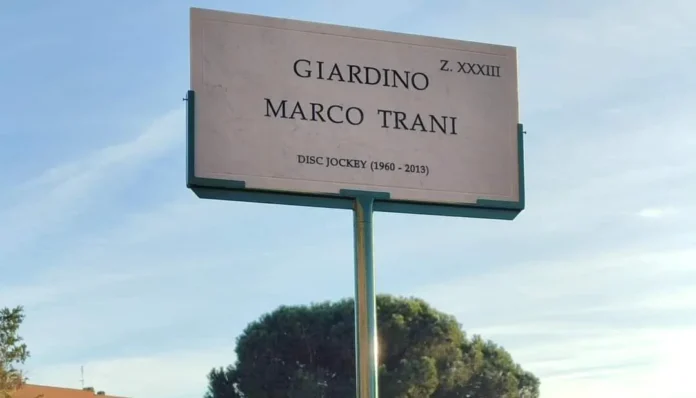 GIARDINO
Z. XXXIII
MARCO TRANI
DISC JOCKEY (1960 - 2013)